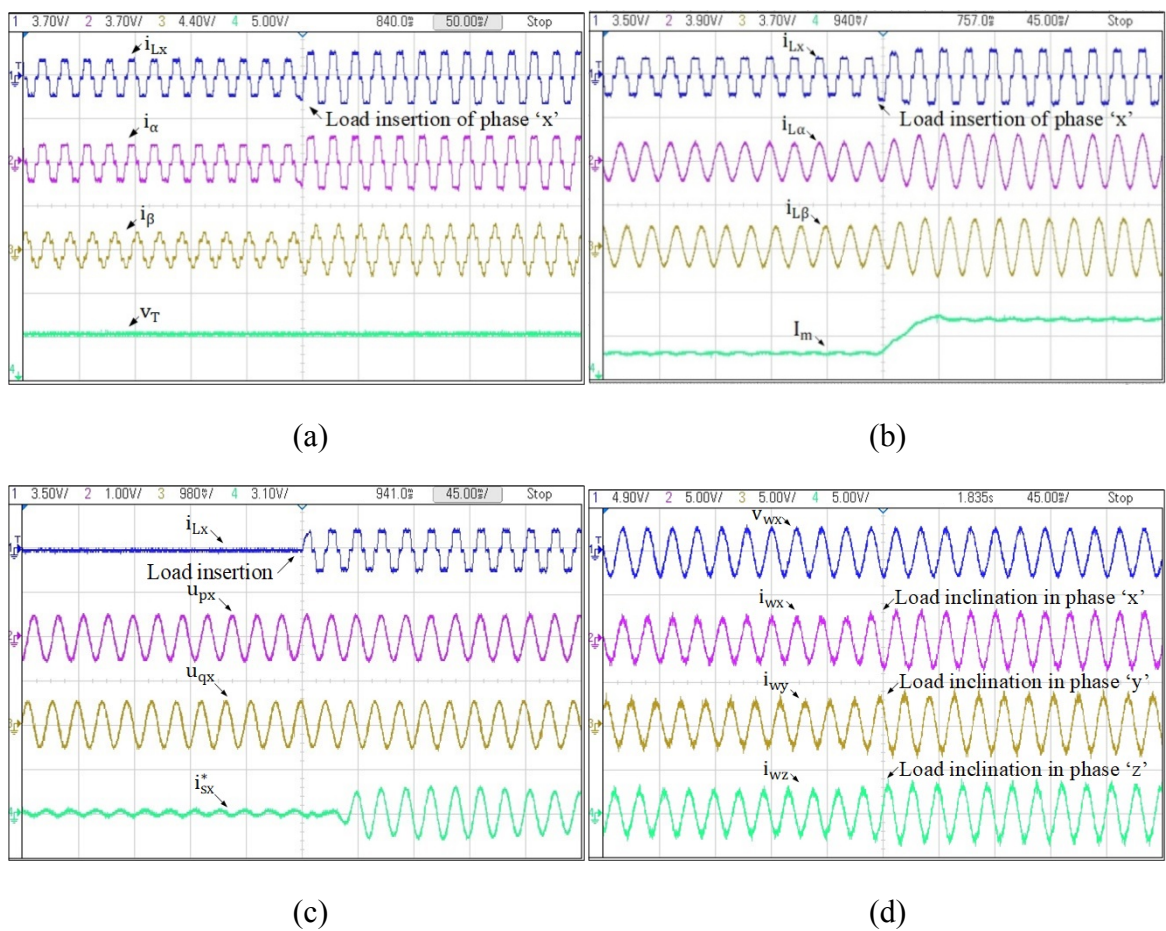 1 3.70V/ 2 3.70V/ 3 4.40V/ 4 5.00V/ 840.0ms 50.00ms/ Stop
iLx
Load insertion of phase ‘x’
iα
iβ
vT
(a)
1 3.50V/ 2 3.90V/ 3 3.70V/ 4 940mV/ 757.0ms 45.00ms/ Stop
iLx
Load insertion of phase ‘x’
iLα
iLβ
Im
(b)
1 3.50V/ 2 1.00V/ 3 980mV/ 4 3.10V/ 941.0ms 45.00ms/ Stop
iLx
Load insertion
upx
uqx
i*sx
(c)
1 4.90V/ 2 5.00V/ 3 5.00V/ 4 5.00V/ 1.835s 45.00ms/ Stop
vwx
iwx
Load inclination in phase ‘x’
iwy
Load inclination in phase ‘y’
iwz
Load inclination in phase ‘z’
(d)